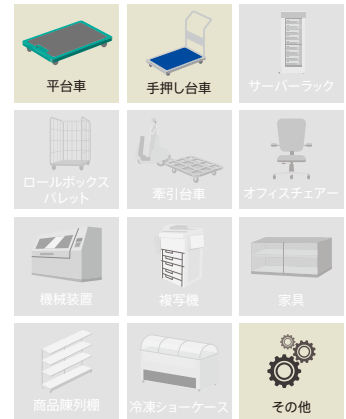 平台車
手押し台車
サーバーラック
ロールボックス
パレット
牽引台車
オフィスチェアー
機械装置
複写機
家具
商品陳列棚
冷凍ショーケース
その他